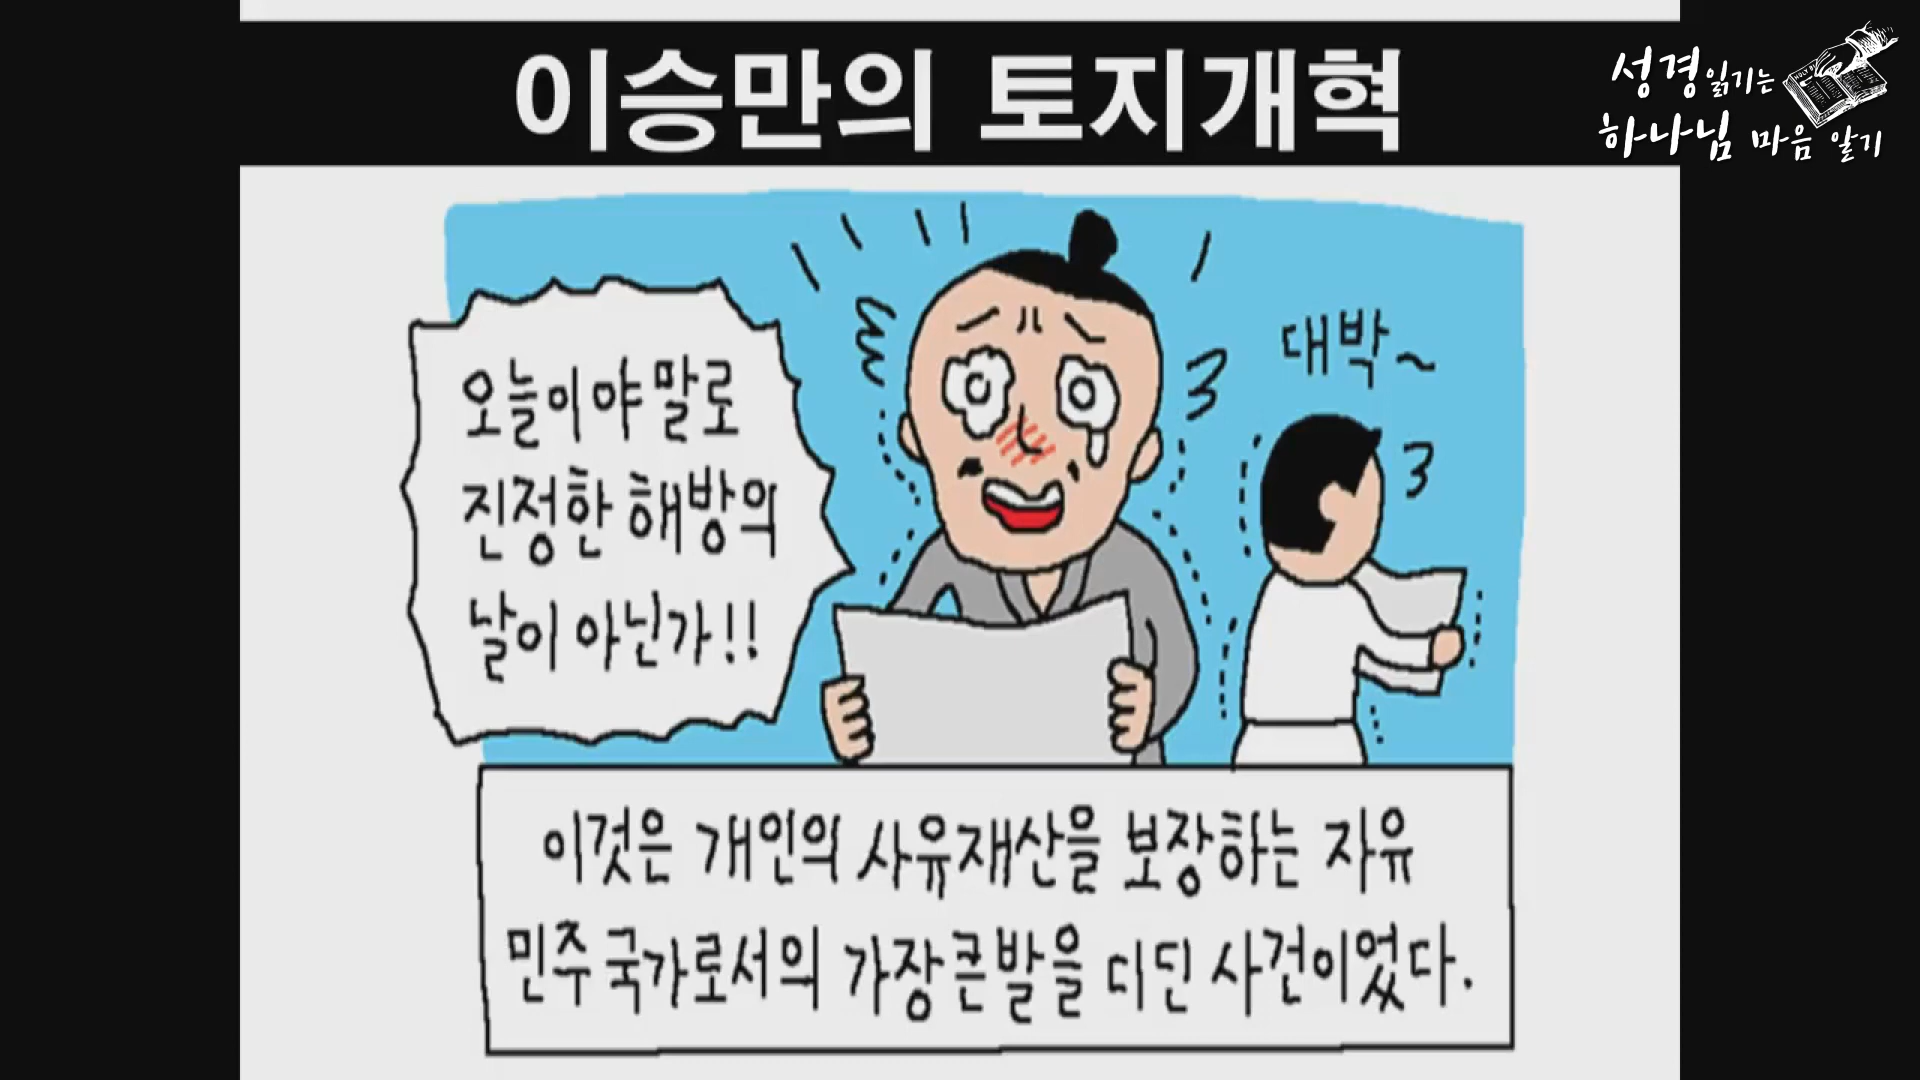 이승만의 토지개혁
성경읽기는
하나님 마음 알기
오늘이야말로
진정한 해방의
날이 아닌가!!
대박~
이것은 개인의 사유재산을 보장하는 자유
민주 국가로서의 가장 큰 발을 디딘 사건이었다.